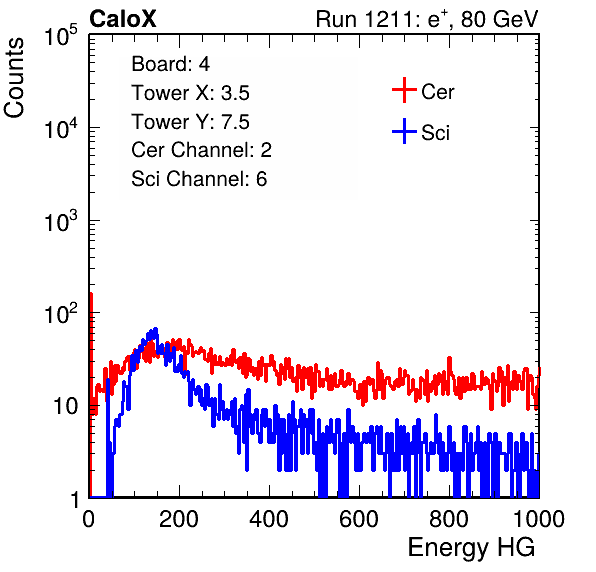 CaloX Run 1211: e⁺, 80 GeV
Counts
Board: 4
Tower X: 3.5
Tower Y: 7.5
Cer Channel: 2
Sci Channel: 6
Cer
Sci
10⁵
10⁴
10³
10²
10
1
0 200 400 600 800 1000
Energy HG